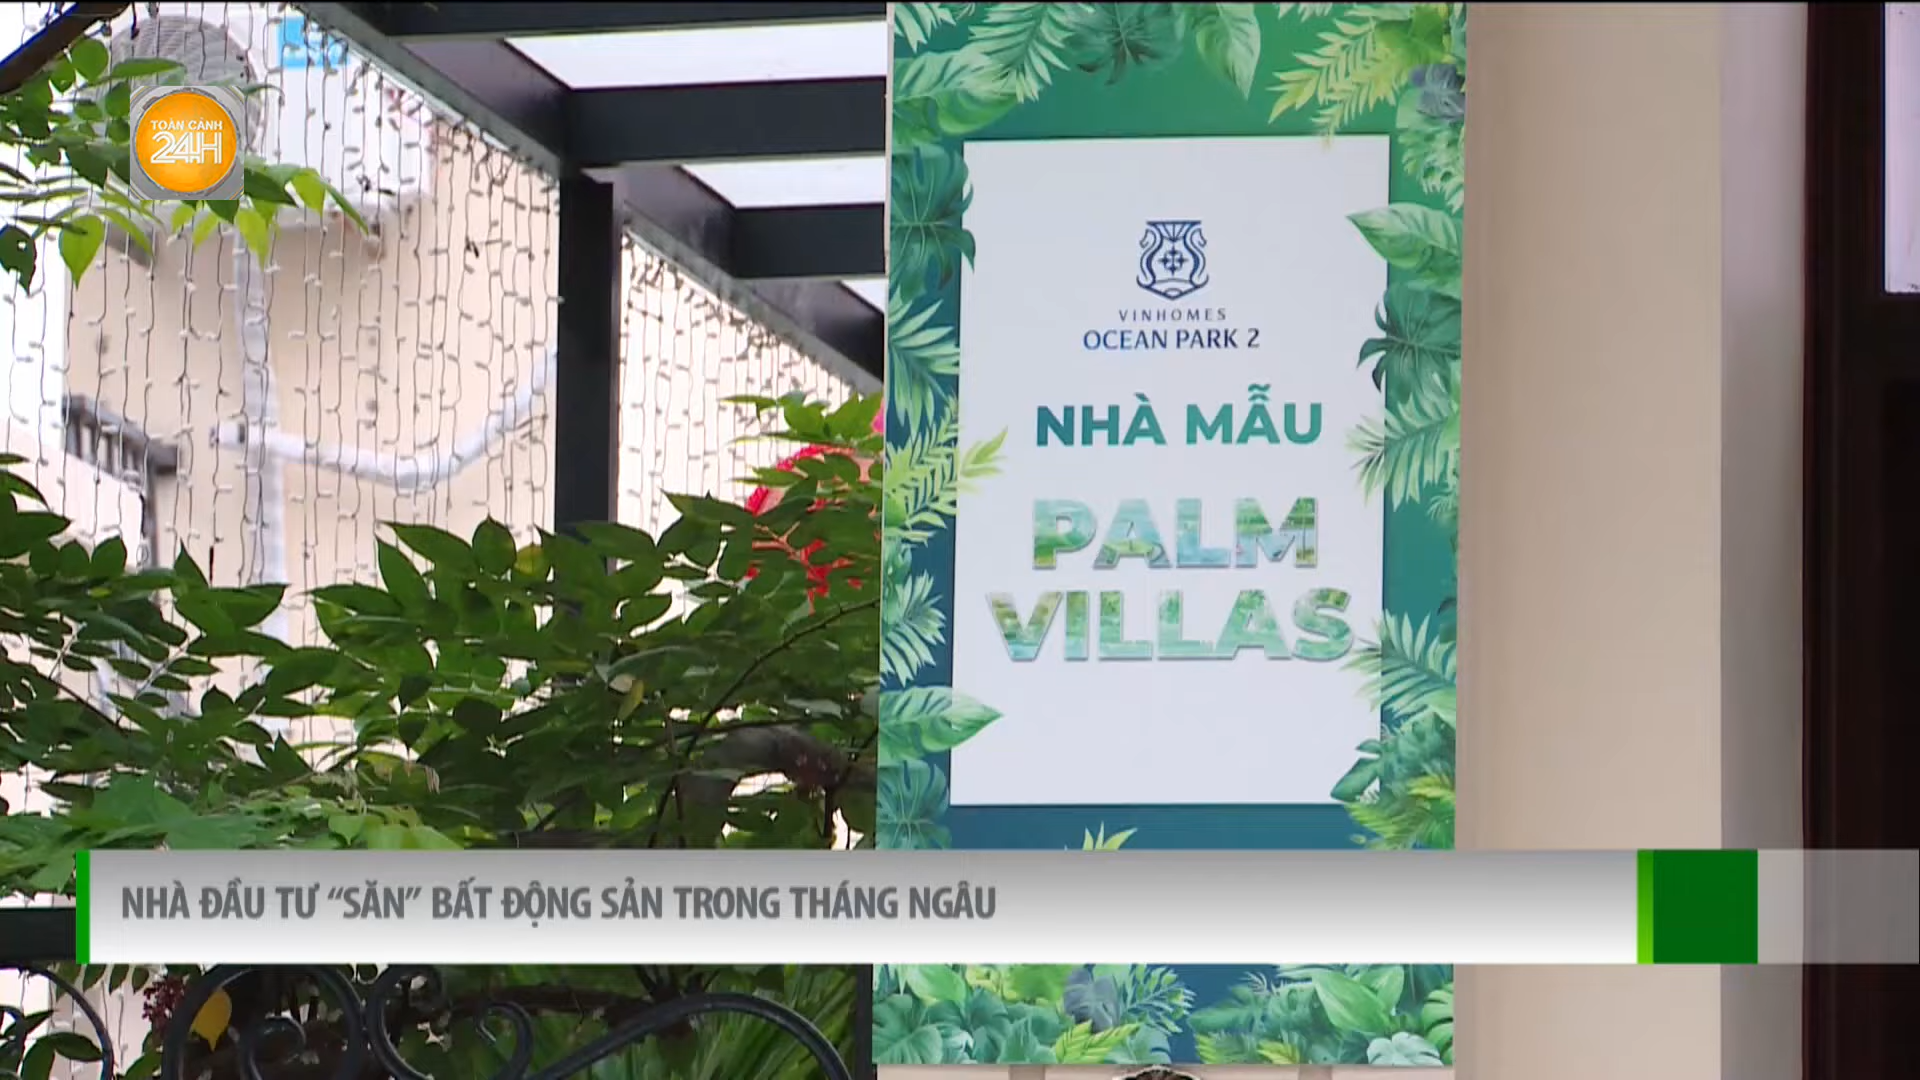 TOÀN CẢNH
24H
VINHOMES
OCEAN PARK 2
NHÀ MẪU
PALM
VILLAS
NHÀ ĐẦU TƯ “SĂN” BẤT ĐỘNG SẢN TRONG THÁNG NGÂU